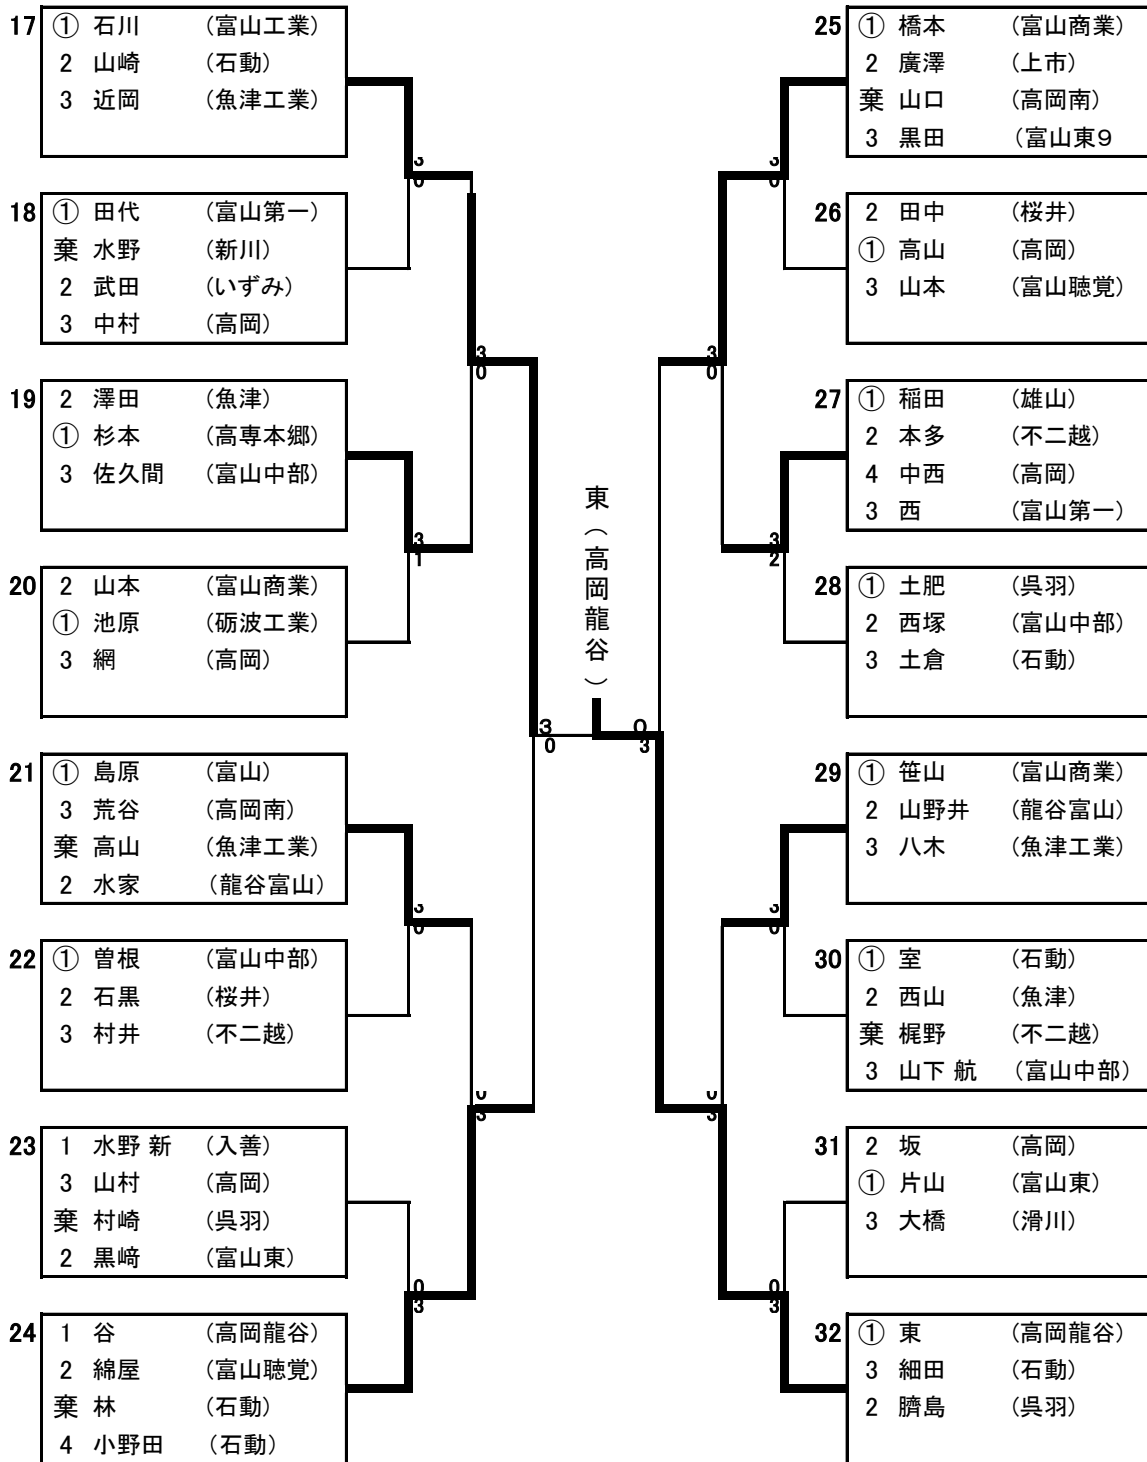 17
① 石川 (富山工業)
2 山崎 (石動)
3 近岡 (魚津工業)
3
0
18
① 田代 (富山第一)
棄 水野 (新川)
2 武田 (いずみ)
3 中村 (高岡)
3
0
19
2 澤田 (魚津)
① 杉本 (高専本郷)
3 佐久間 (富山中部)
3
1
20
2 山本 (富山商業)
① 池原 (砺波工業)
3 網 (高岡)
3
0
21
① 島原 (富山)
3 荒谷 (高岡南)
棄 高山 (魚津工業)
2 水家 (龍谷富山)
3
0
22
① 曽根 (富山中部)
2 石黒 (桜井)
3 村井 (不二越)
0
3
23
1 水野 新 (入善)
3 山村 (高岡)
棄 村崎 (呉羽)
2 黒﨑 (富山東)
0
3
24
1 谷 (高岡龍谷)
2 綿屋 (富山聴覚)
棄 林 (石動)
4 小野田 (石動)
東(高岡龍谷)
0
3
25
① 橋本 (富山商業)
2 廣澤 (上市)
棄 山口 (高岡南)
3 黒田 (富山東9
3
0
26
2 田中 (桜井)
① 高山 (高岡)
3 山本 (富山聴覚)
3
0
27
① 稲田 (雄山)
2 本多 (不二越)
4 中西 (高岡)
3 西 (富山第一)
3
2
28
① 土肥 (呉羽)
2 西塚 (富山中部)
3 土倉 (石動)
29
① 笹山 (富山商業)
2 山野井 (龍谷富山)
3 八木 (魚津工業)
3
0
30
① 室 (石動)
2 西山 (魚津)
棄 梶野 (不二越)
3 山下 航 (富山中部)
0
3
31
2 坂 (高岡)
① 片山 (富山東)
3 大橋 (滑川)
0
3
32
① 東 (高岡龍谷)
3 細田 (石動)
2 臍島 (呉羽)